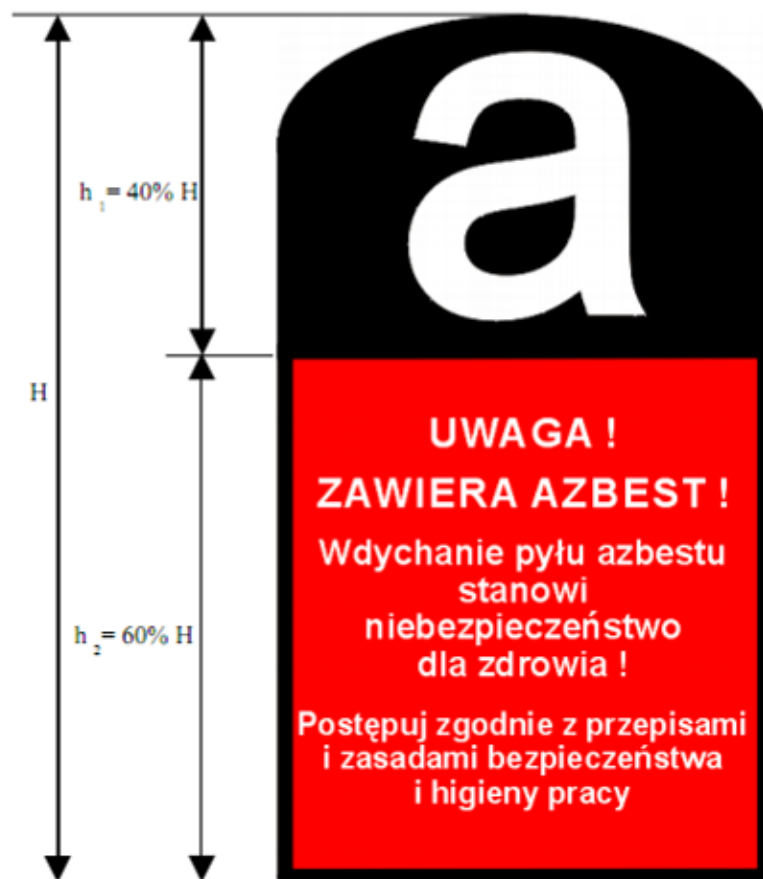 h₁= 40% H
H
h₂= 60% H
a
UWAGA !
ZAWIERA AZBEST !
Wdychanie pyłu azbestu
stanowi
niebezpieczeństwo
dla zdrowia !
Postępuj zgodnie z przepisami
i zasadami bezpieczeństwa
i higieny pracy